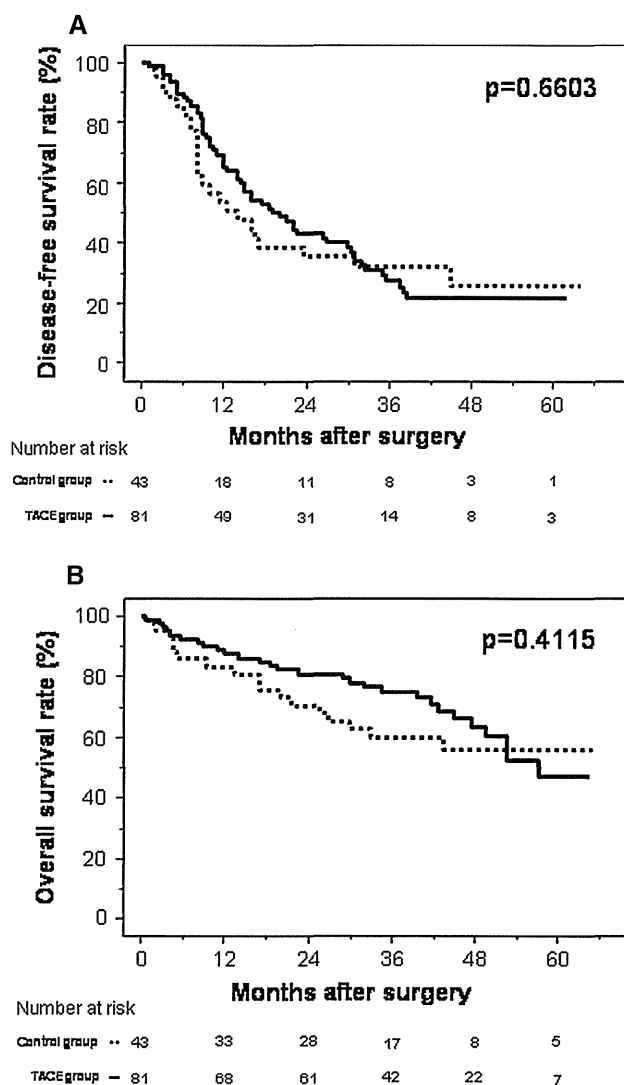 A
Disease-free survival rate (%)
100
80
60
40
20
0
p=0.6603
0 12 24 36 48 60
Months after surgery
Number at risk
Control group ·· 43 18 11 8 3 1
TACE group – 81 49 31 14 8 3
B
Overall survival rate (%)
100
80
60
40
20
0
p=0.4115
0 12 24 36 48 60
Months after surgery
Number at risk
Control group ·· 43 33 28 17 8 5
TACE group – 81 68 61 42 22 7